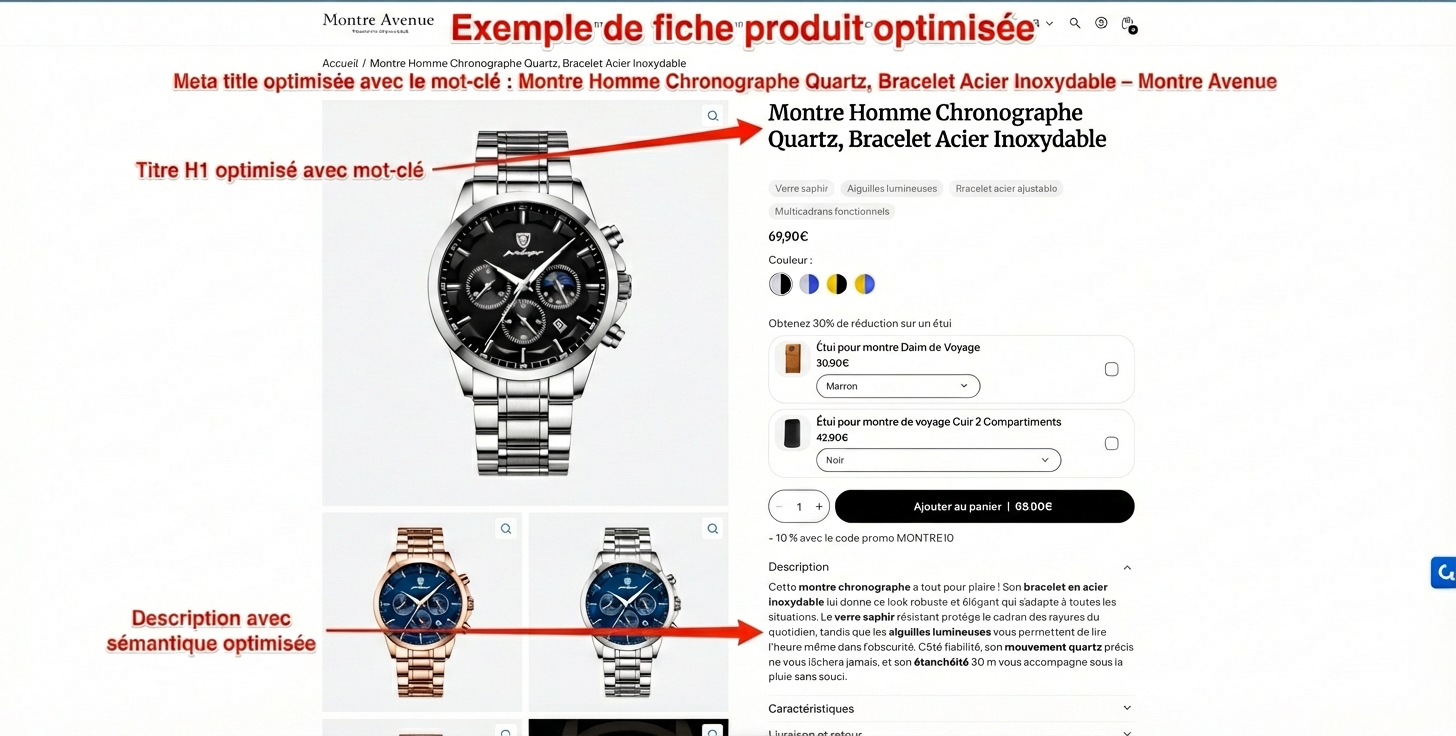 Montre Avenue
Exemple de fiche produit optimisée
Accueil / Montre Homme Chronographe Quartz, Bracelet Acier Inoxydable
Meta title optimisée avec le mot-clé : Montre Homme Chronographe Quartz, Bracelet Acier Inoxydable – Montre Avenue
Montre Homme Chronographe
Quartz, Bracelet Acier Inoxydable
Titre H1 optimisé avec mot-clé
Verre saphir
Aiguilles lumineuses
Rracelet acier ajustablo
Multicadrans fonctionnels
69,90€
Couleur :
Obtenez 30% de réduction sur un étui
Étui pour montre Daim de Voyage
30.90€
Marron
Étui pour montre de voyage Cuir 2 Compartiments
42.90€
Noir
− 1 +
Ajouter au panier | 68 00€
- 10 % avec le code promo MONTRE10
Description
Cetto montre chronographe a tout pour plaire ! Son bracelet en acier
inoxydable lui donne ce look robuste et 6l6gant qui s'adapte à toutes les
situations. Le verre saphir résistant protége le cadran des rayures du
quotidien, tandis que les alguilles lumineuses vous permettent de lire
l'heure même dans l'obscurité. C5té fiabilité, son mouvement quartz précis
ne vous lâchera jamais, et son 6tanch6it6 30 m vous accompagne sous la
pluie sans souci.
Description avec
sémantique optimisée
Caractéristiques
Livraison et retour